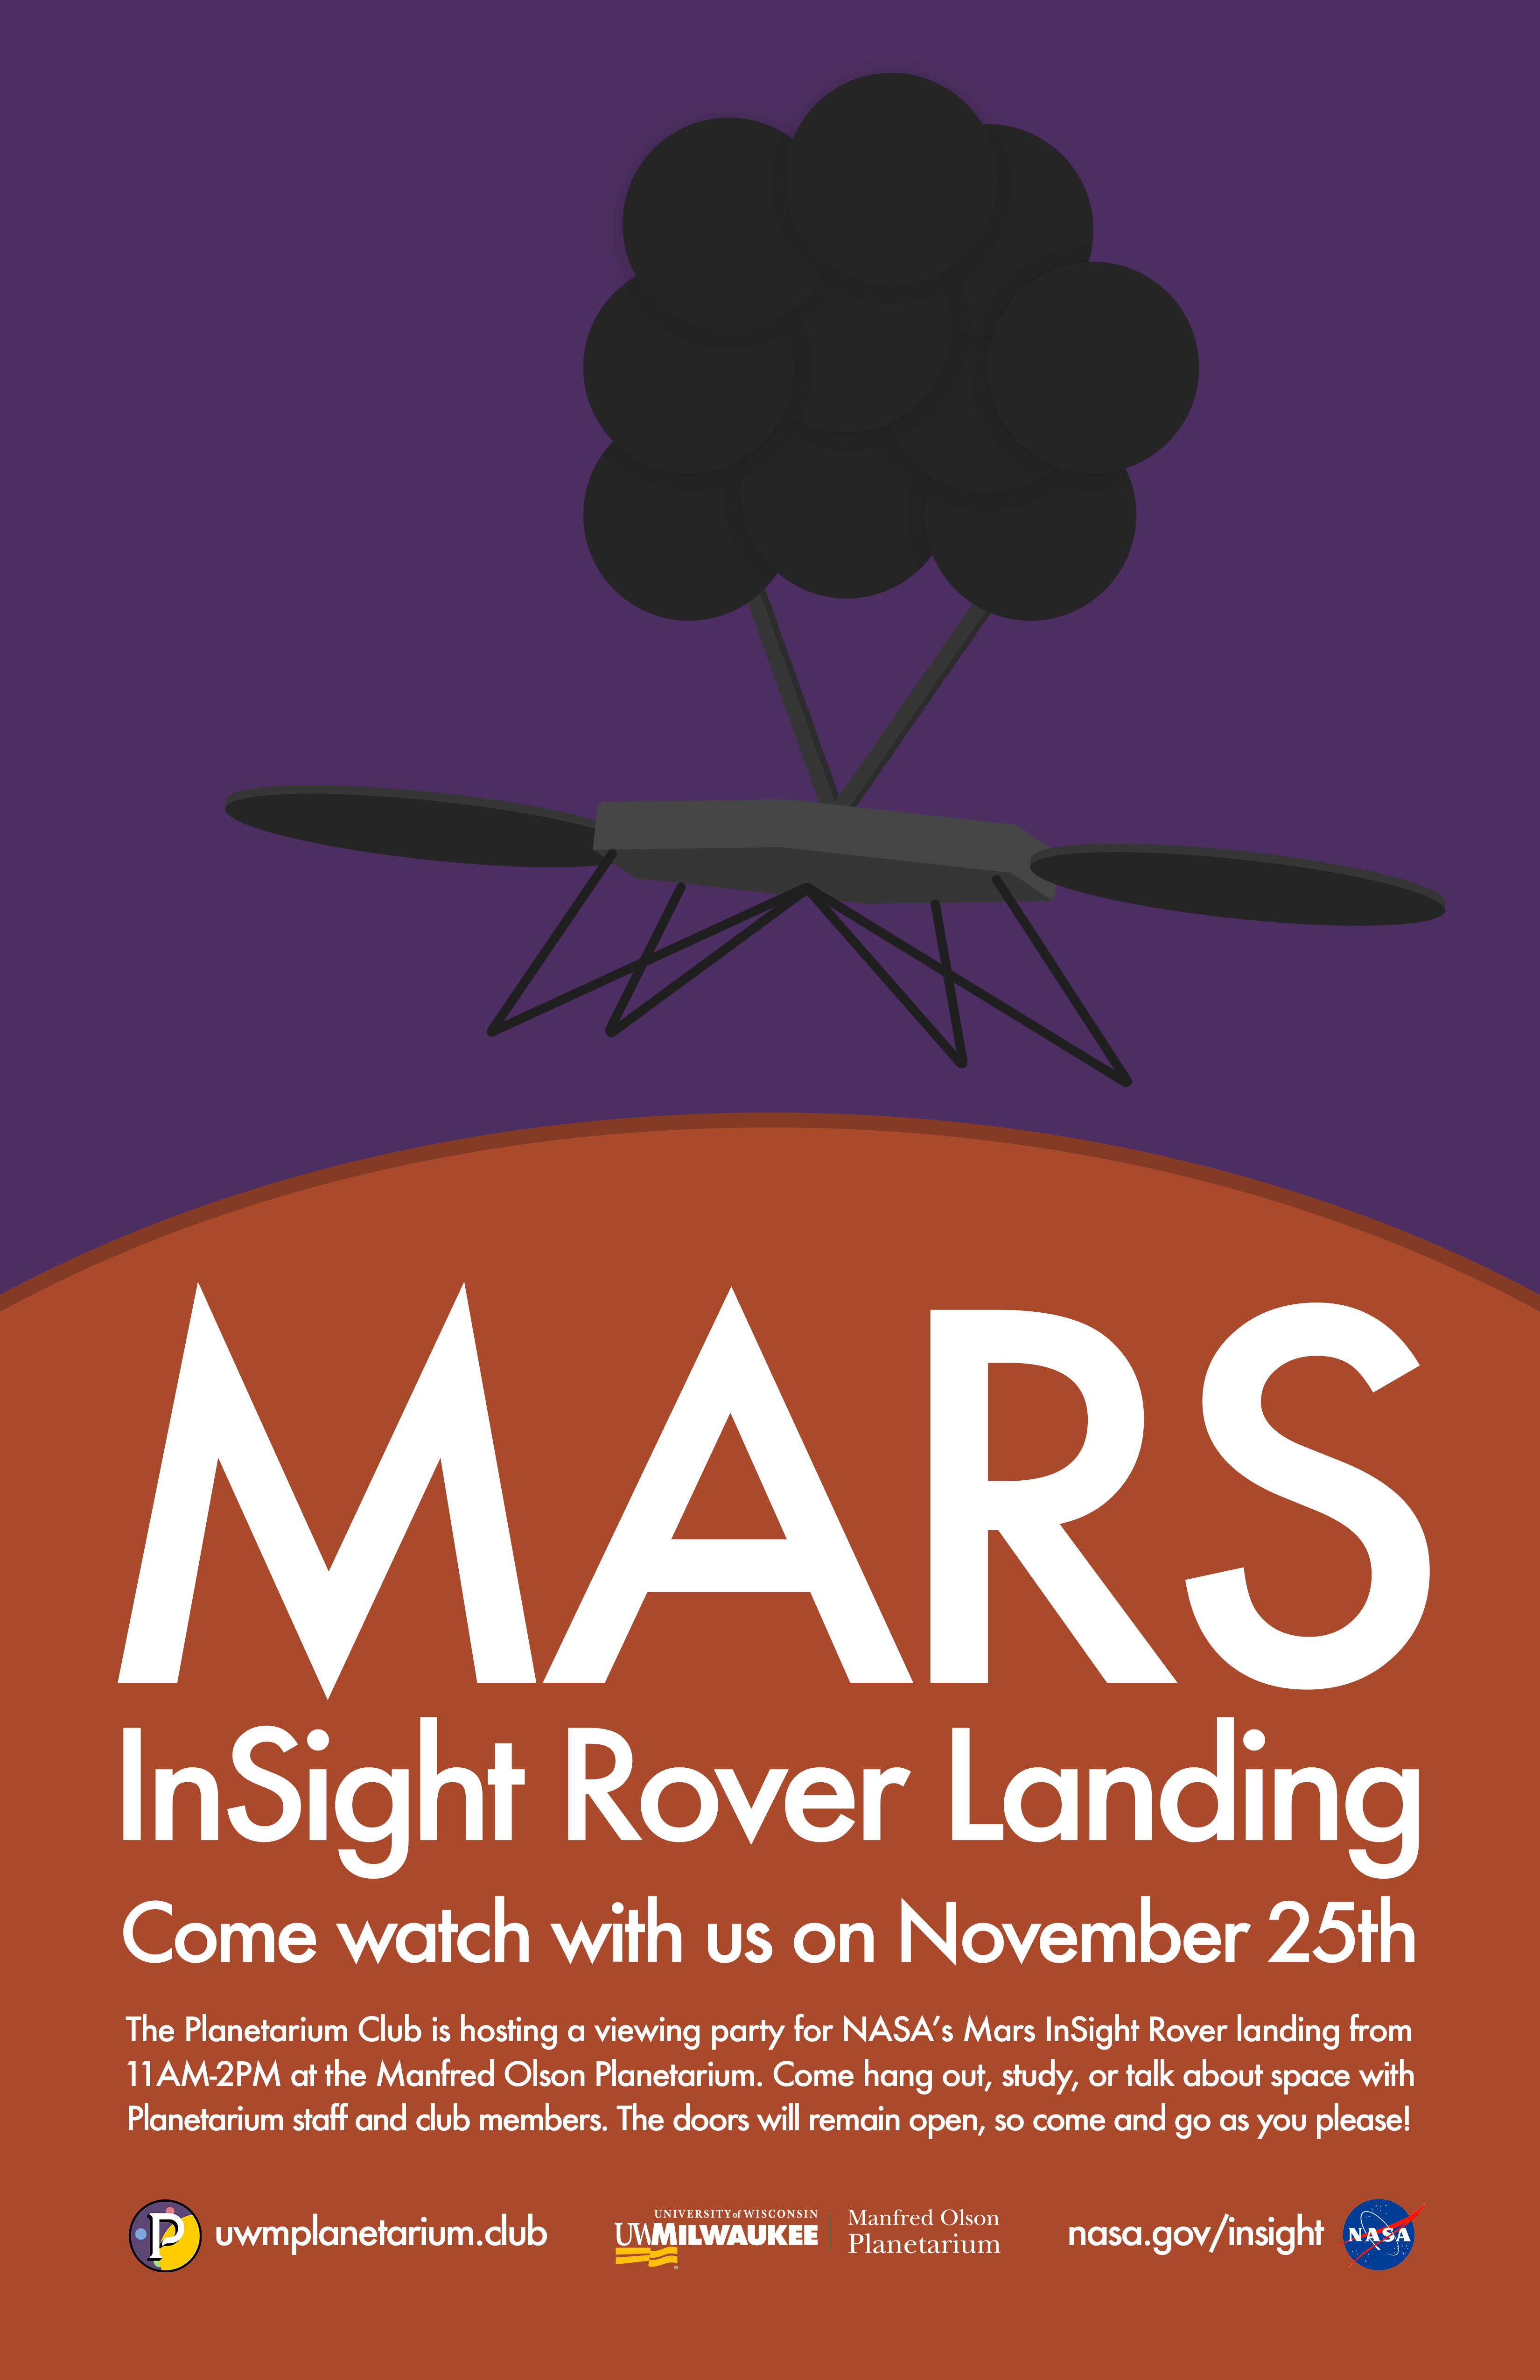 MARS
InSight Rover Landing
Come watch with us on November 25th
The Planetarium Club is hosting a viewing party for NASA's Mars InSight Rover landing from
11AM-2PM at the Manfred Olson Planetarium. Come hang out, study, or talk about space with
Planetarium staff and club members. The doors will remain open, so come and go as you please!
P
uwmplanetarium.club
UNIVERSITY of WISCONSIN
UWMILWAUKEE
Manfred Olson
Planetarium
nasa.gov/insight
NASA